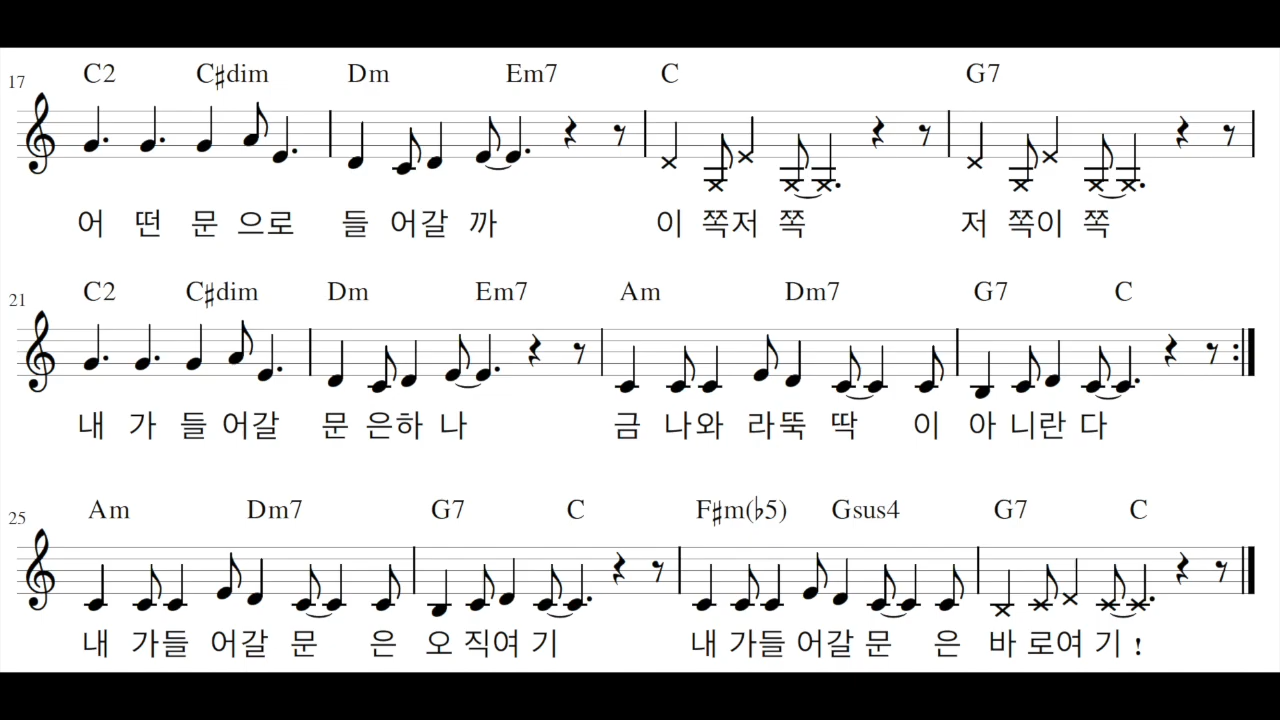 17 C2 C♯dim Dm Em7 C G7
어 떤 문 으로 들 어갈 까 이 쪽저 쪽 저 쪽이 쪽
21 C2 C♯dim Dm Em7 Am Dm7 G7 C
내 가 들 어갈 문 은하 나 금 나와 라뚝 딱 이 아 니란 다
25 Am Dm7 G7 C F♯m(♭5) Gsus4 G7 C
내 가들 어갈 문 은 오 직여 기 내 가들 어갈 문 은 바 로여 기 !